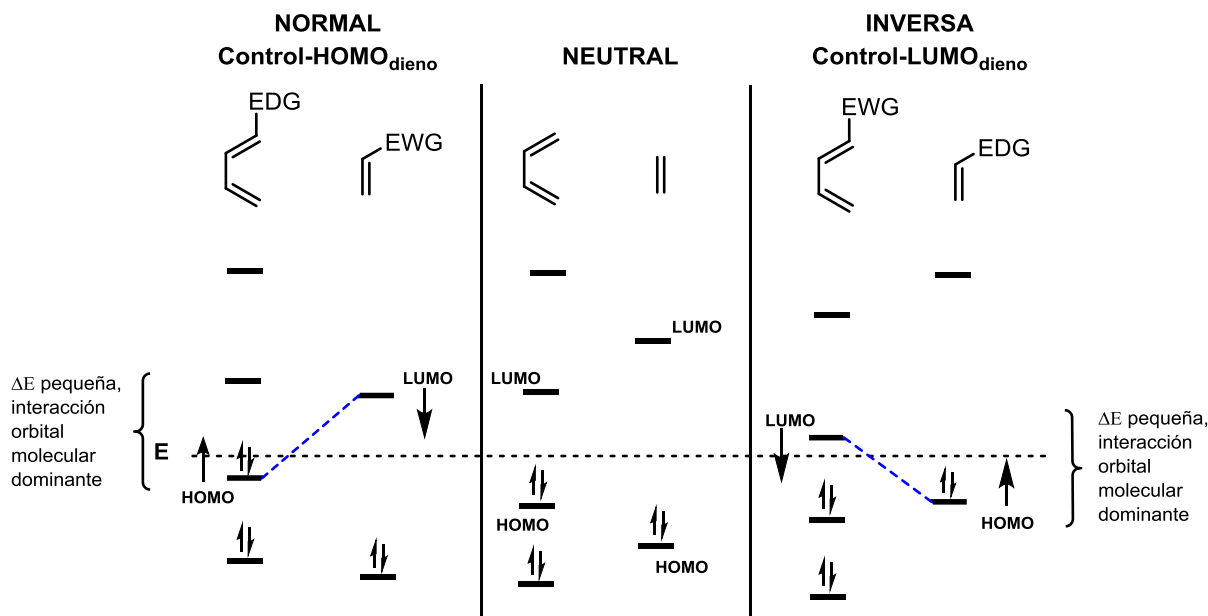 NORMAL
Control-HOMOdieno
NEUTRAL
INVERSA
Control-LUMOdieno
EDG
EWG
EWG
EDG
LUMO
LUMO
LUMO
LUMO
ΔE pequeña,
interacción
orbital
molecular
dominante
E
HOMO
HOMO
HOMO
HOMO
ΔE pequeña,
interacción
orbital
molecular
dominante